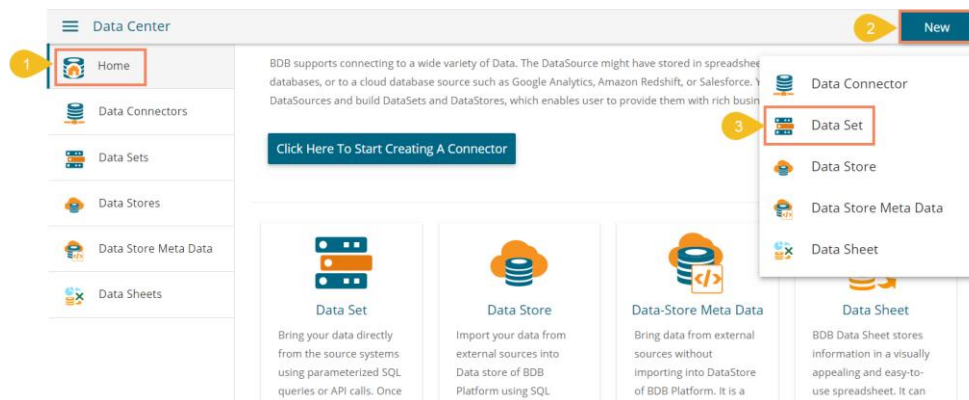 Data Center
2
New
1
Home
Data Connectors
Data Sets
Data Stores
Data Store Meta Data
Data Sheets
BDB supports connecting to a wide variety of Data. The DataSource might have stored in
databases, or to a cloud database source such as Google Analytics, Amazon Redshift, or Salesforce.
DataSources and build DataSets and DataStores, which enables user to provide them with rich
Click Here To Start Creating A Connector
Data Connector
3
Data Set
Data Store
Data Store Meta Data
Data Sheet
Data Set
Bring your data directly
from the source systems
using parameterized SQL
queries or API calls. Once
Data Store
Import your data from
external sources into
Data store of BDB
Platform using SQL
Data-Store Meta Data
Bring data from external
sources without
importing into DataStore
of BDB Platform. It is a
Data Sheet
BDB Data Sheet stores
information in a visually
appealing and easy-to-
use spreadsheet. It can